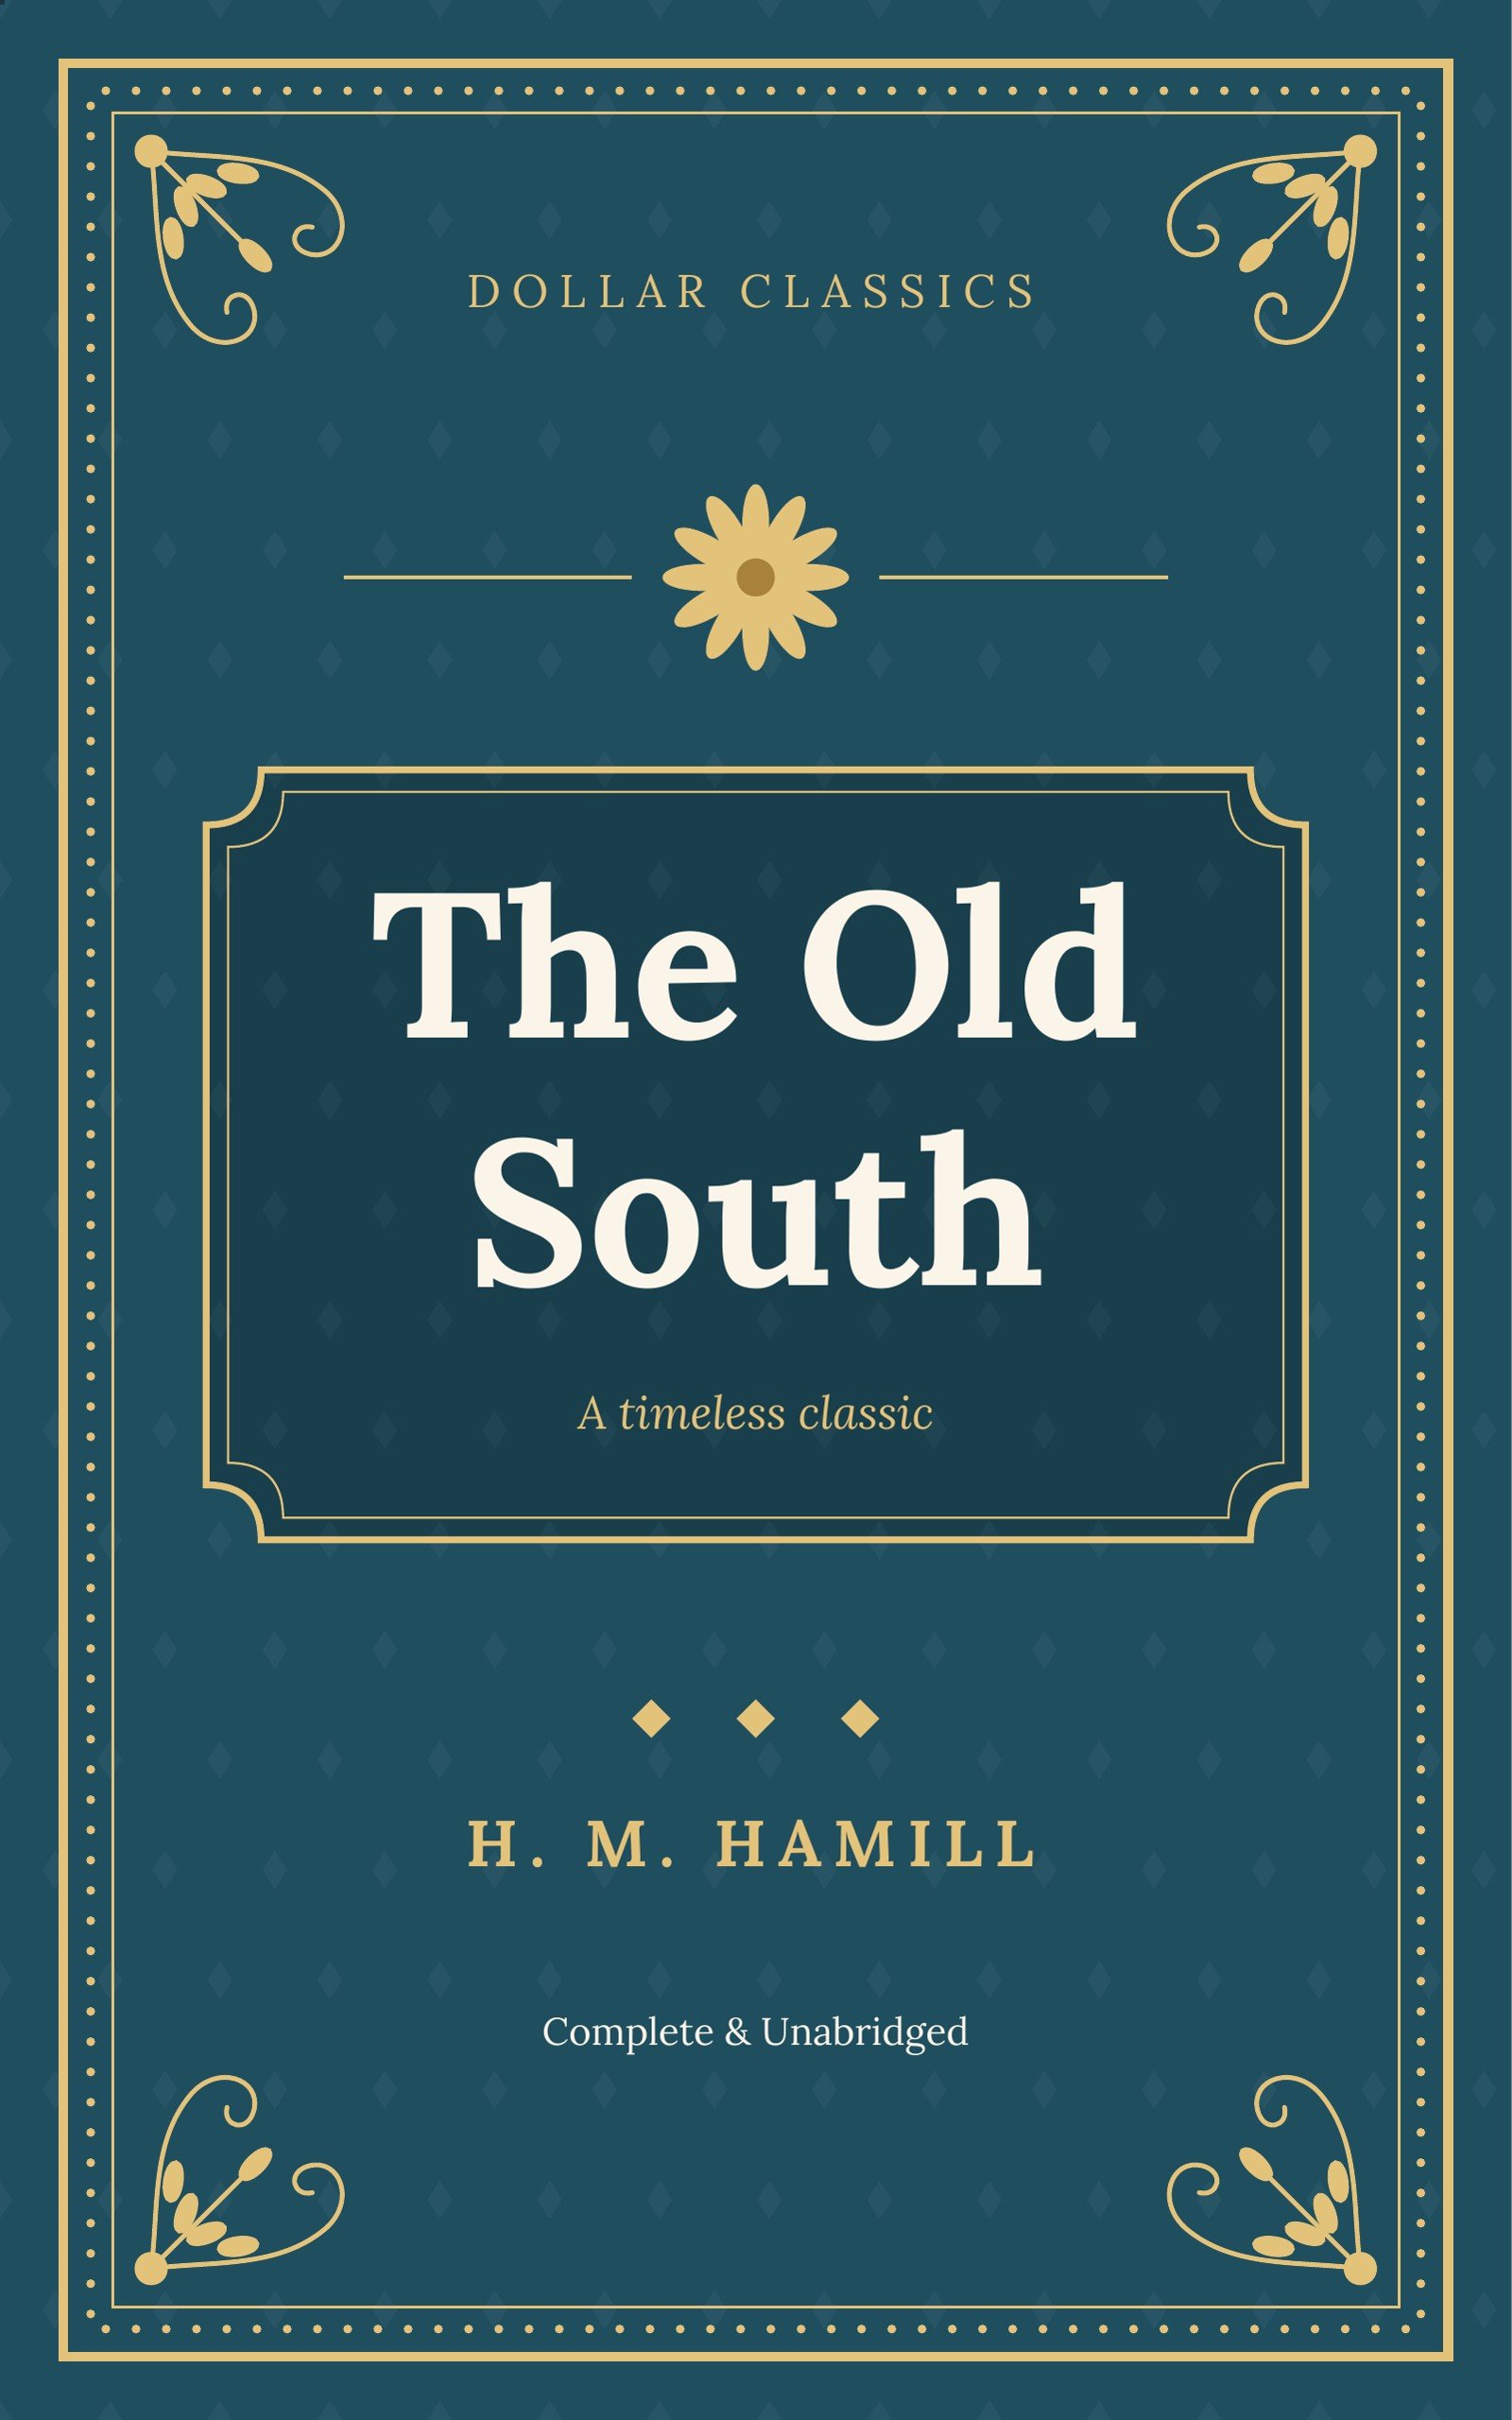 DOLLAR CLASSICS
The Old
South
A timeless classic
H. M. HAMILL
Complete & Unabridged